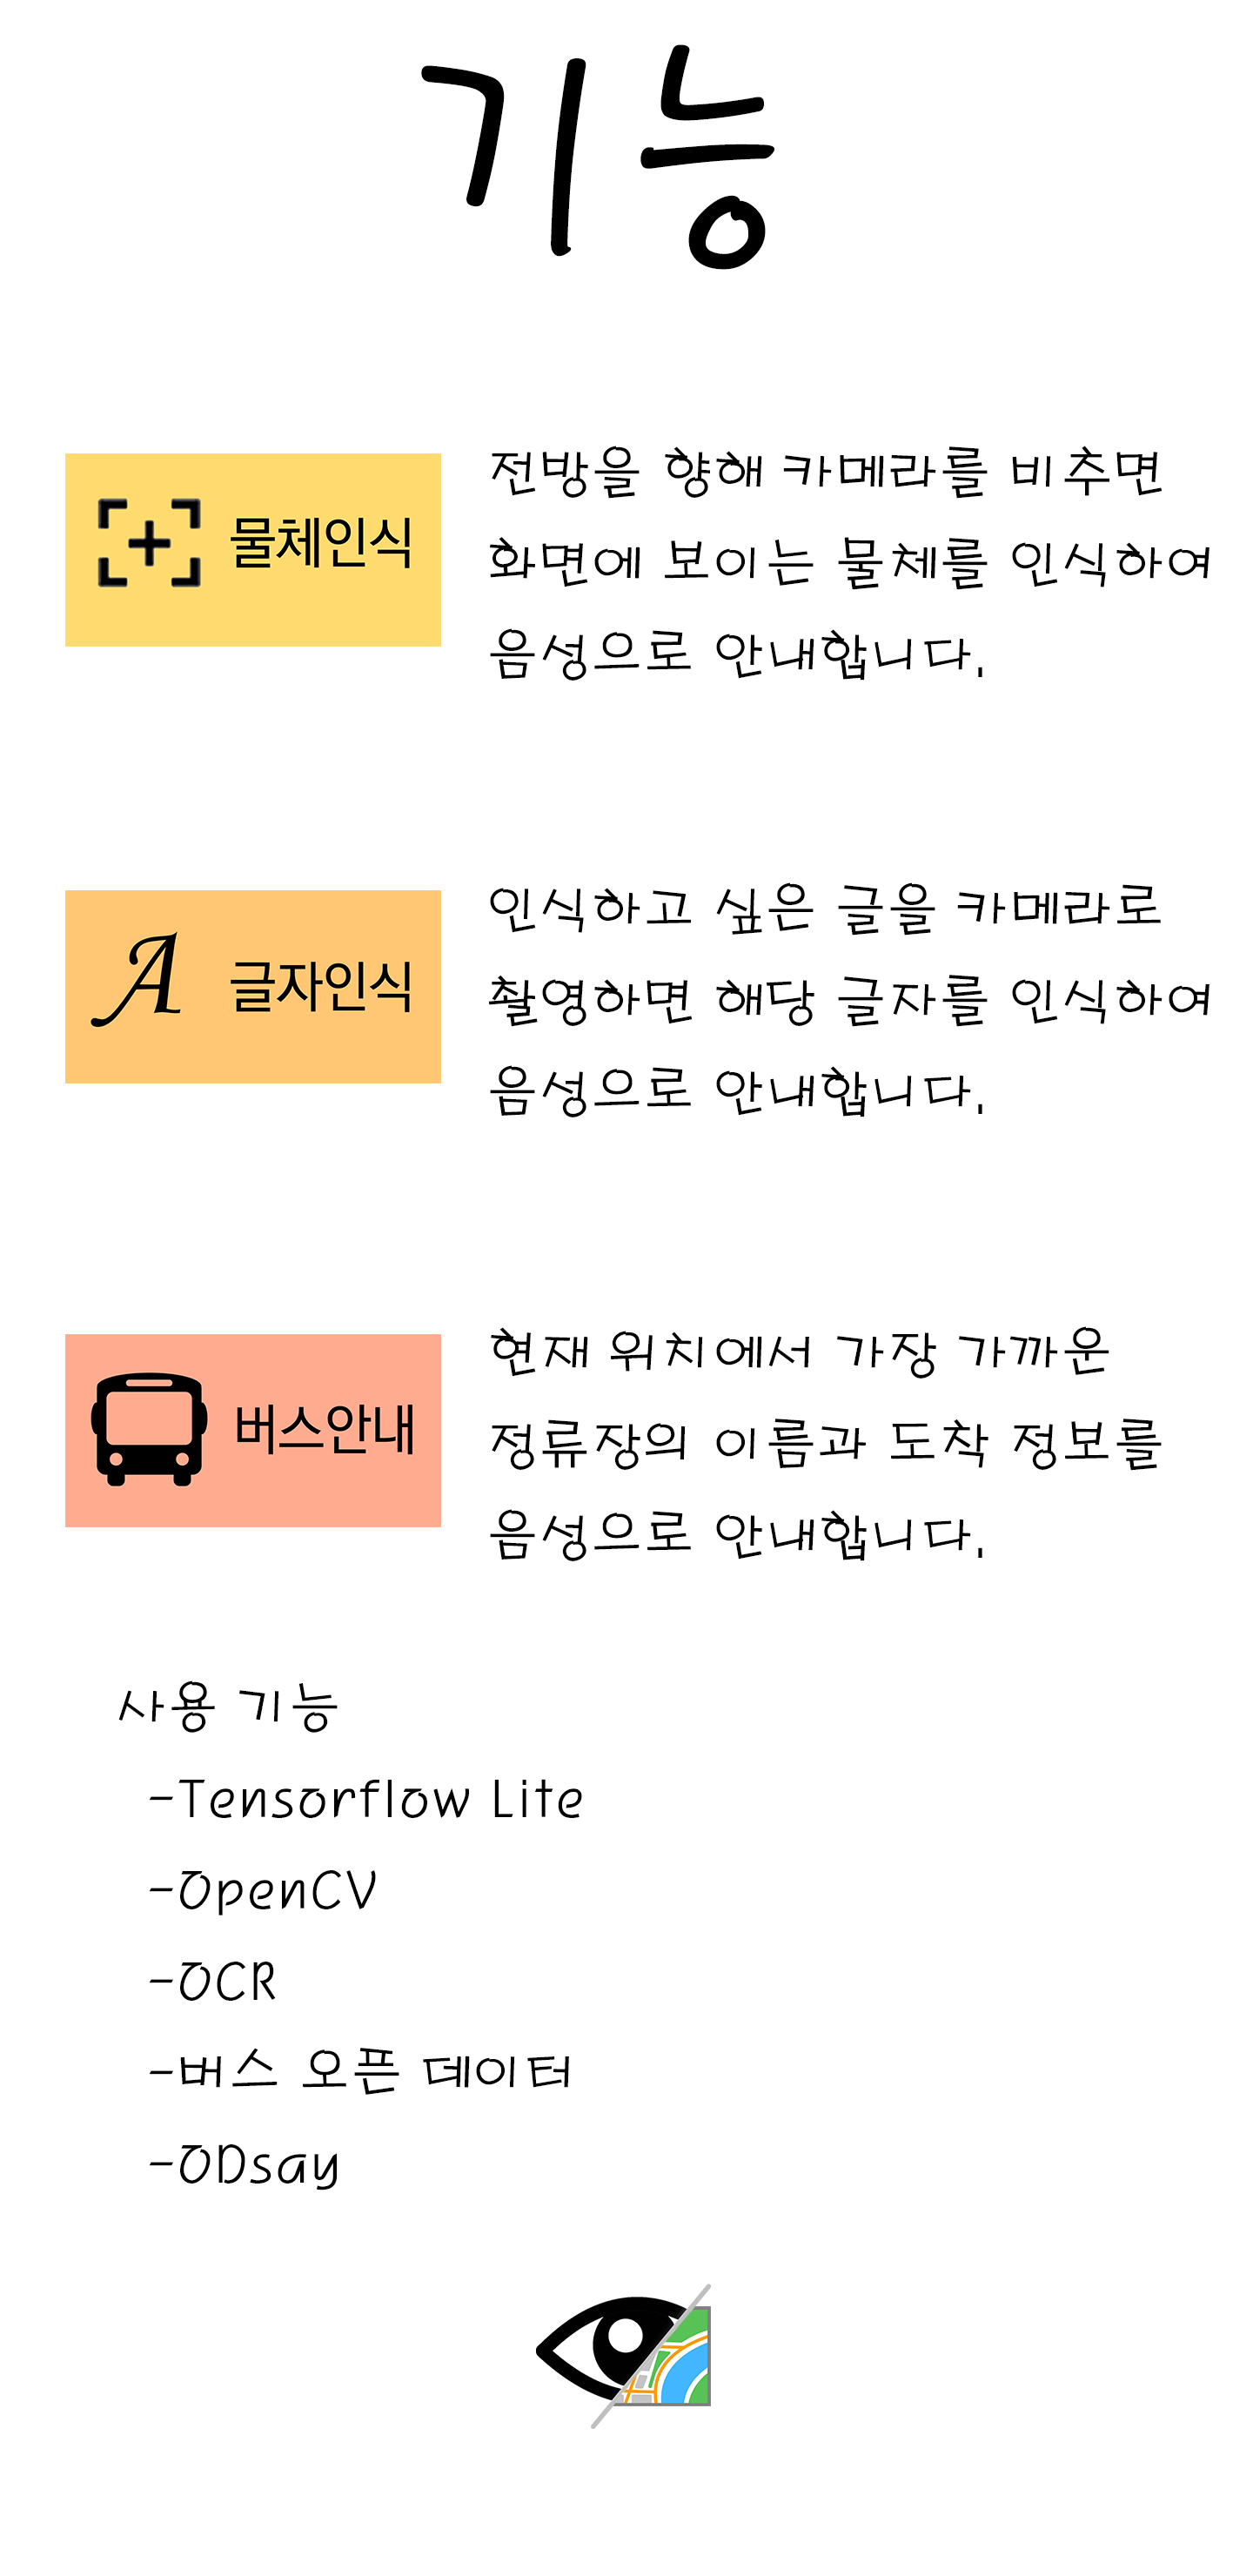 기능
물체인식
전방을 향해 카메라를 비추면
화면에 보이는 물체를 인식하여
음성으로 안내합니다.
글자인식
인식하고 싶은 글을 카메라로
촬영하면 해당 글자를 인식하여
음성으로 안내합니다.
버스안내
현재 위치에서 가장 가까운
정류장의 이름과 도착 정보를
음성으로 안내합니다.
사용 기능
-Tensorflow Lite
-OpenCV
-OCR
-버스 오픈 데이터
-ODsay